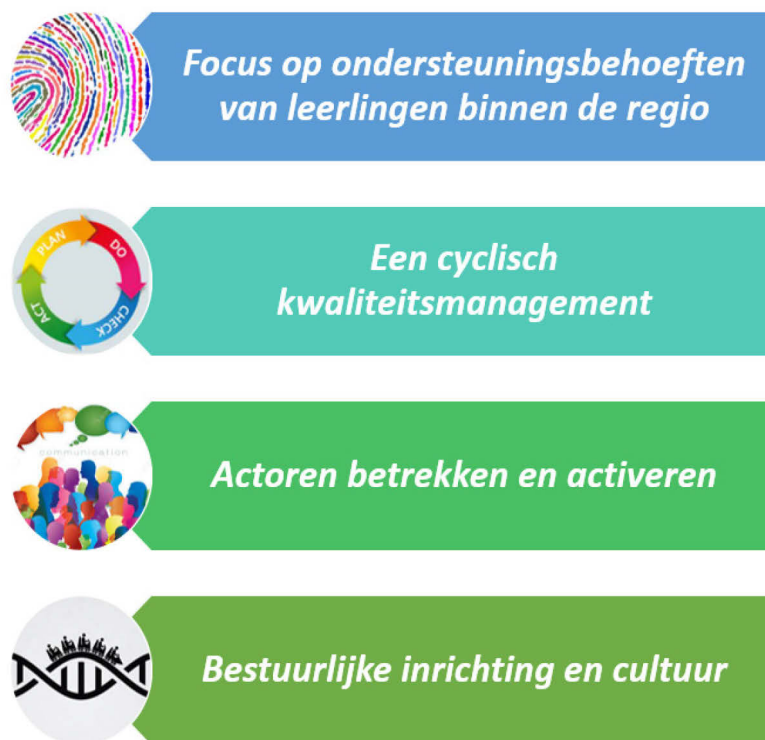 Focus op ondersteuningsbehoeften
van leerlingen binnen de regio
PLAN
DO
CHECK
ACT
Een cyclisch
kwaliteitsmanagement
communication
Actoren betrekken en activeren
Bestuurlijke inrichting en cultuur